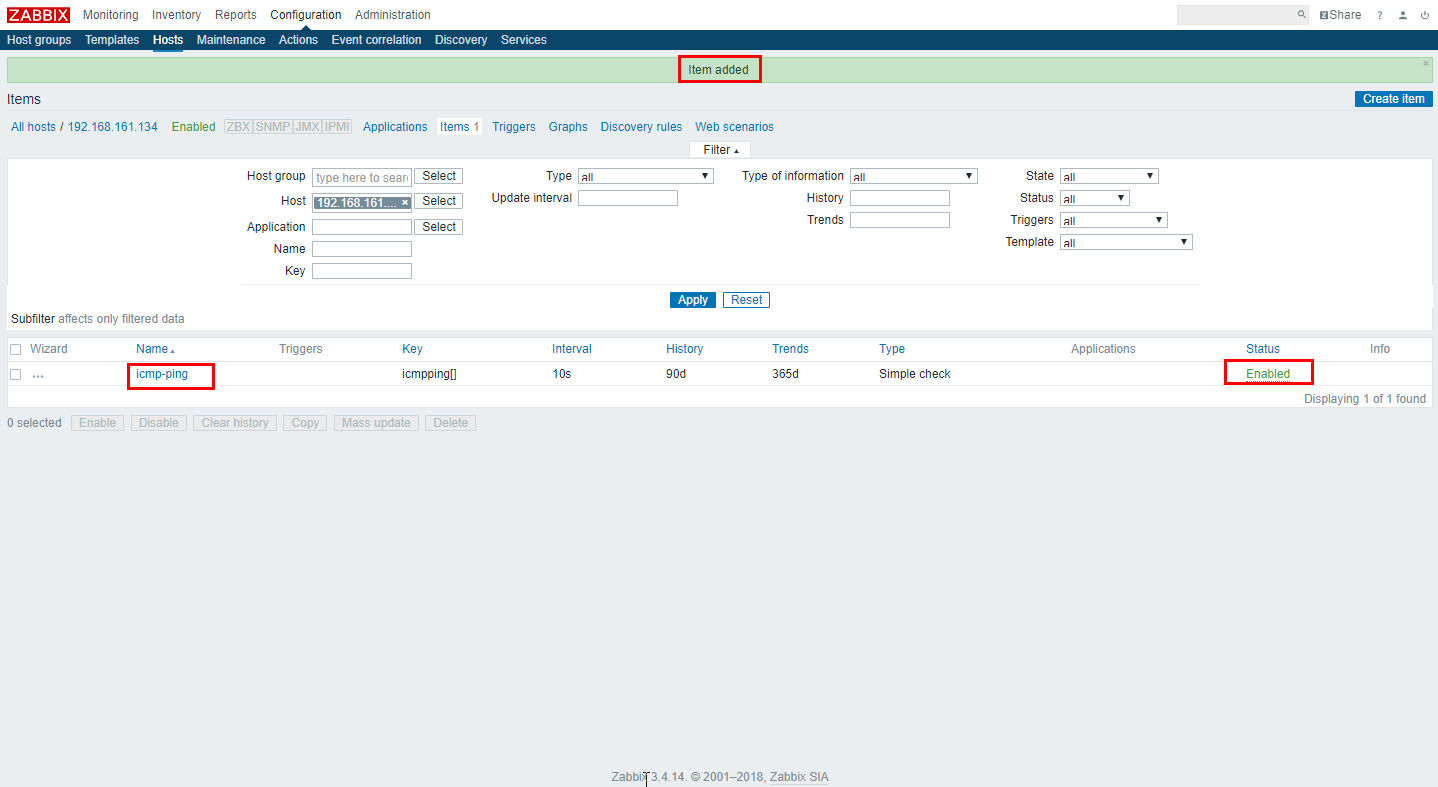 ZABBIX Monitoring Inventory Reports Configuration Administration Share ?
Host groups Templates Hosts Maintenance Actions Event correlation Discovery Services
Item added ×
Items Create item
All hosts / 192.168.161.134 Enabled ZBX SNMP JMX IPMI Applications Items 1 Triggers Graphs Discovery rules Web scenarios
Filter ▲
Host group type here to sear Select Type all Type of information all State all
Host 192.168.161.... × Select Update interval History Status all
Application Select Trends Triggers all
Name Template all
Key
Apply Reset
Subfilter affects only filtered data
Wizard Name ▲ Triggers Key Interval History Trends Type Applications Status Info
... icmp-ping icmpping[] 10s 90d 365d Simple check Enabled
Displaying 1 of 1 found
0 selected Enable Disable Clear history Copy Mass update Delete
Zabbix 3.4.14. © 2001–2018, Zabbix SIA